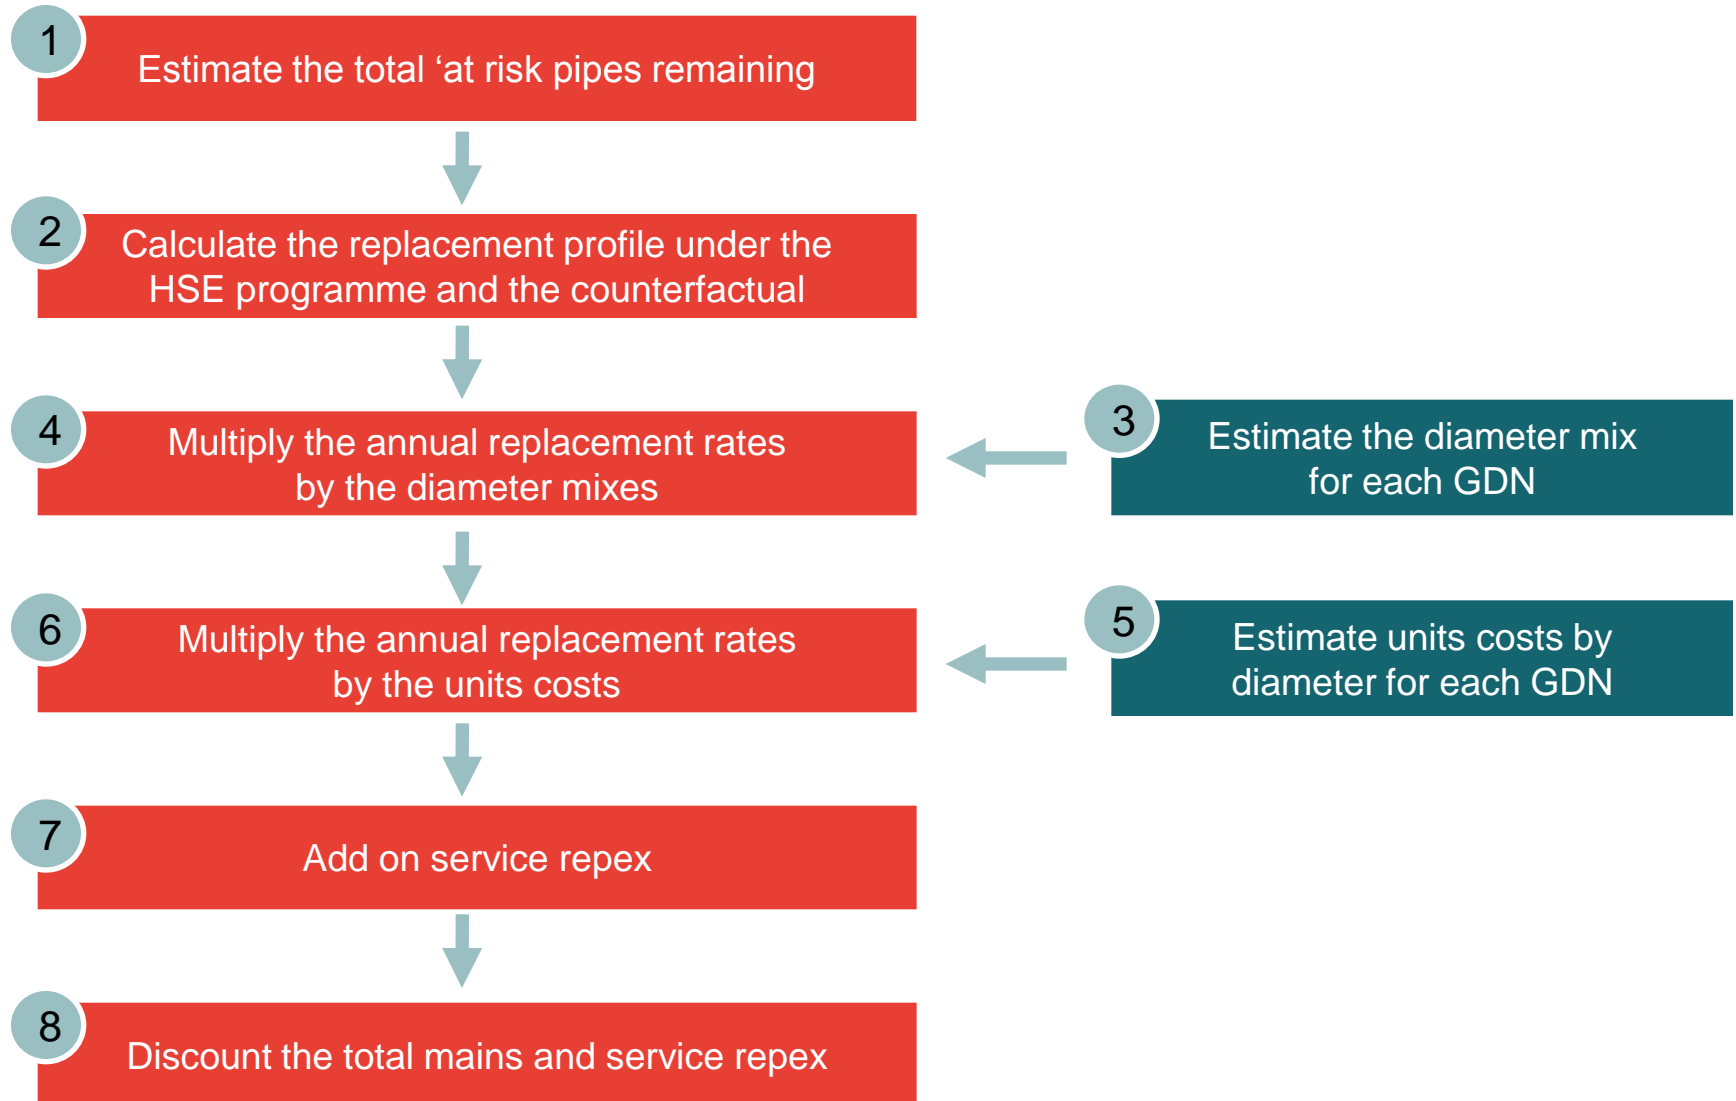 1
Estimate the total ‘at risk pipes remaining
2
Calculate the replacement profile under the
HSE programme and the counterfactual
4
Multiply the annual replacement rates
by the diameter mixes
3
Estimate the diameter mix
for each GDN
6
Multiply the annual replacement rates
by the units costs
5
Estimate units costs by
diameter for each GDN
7
Add on service repex
8
Discount the total mains and service repex